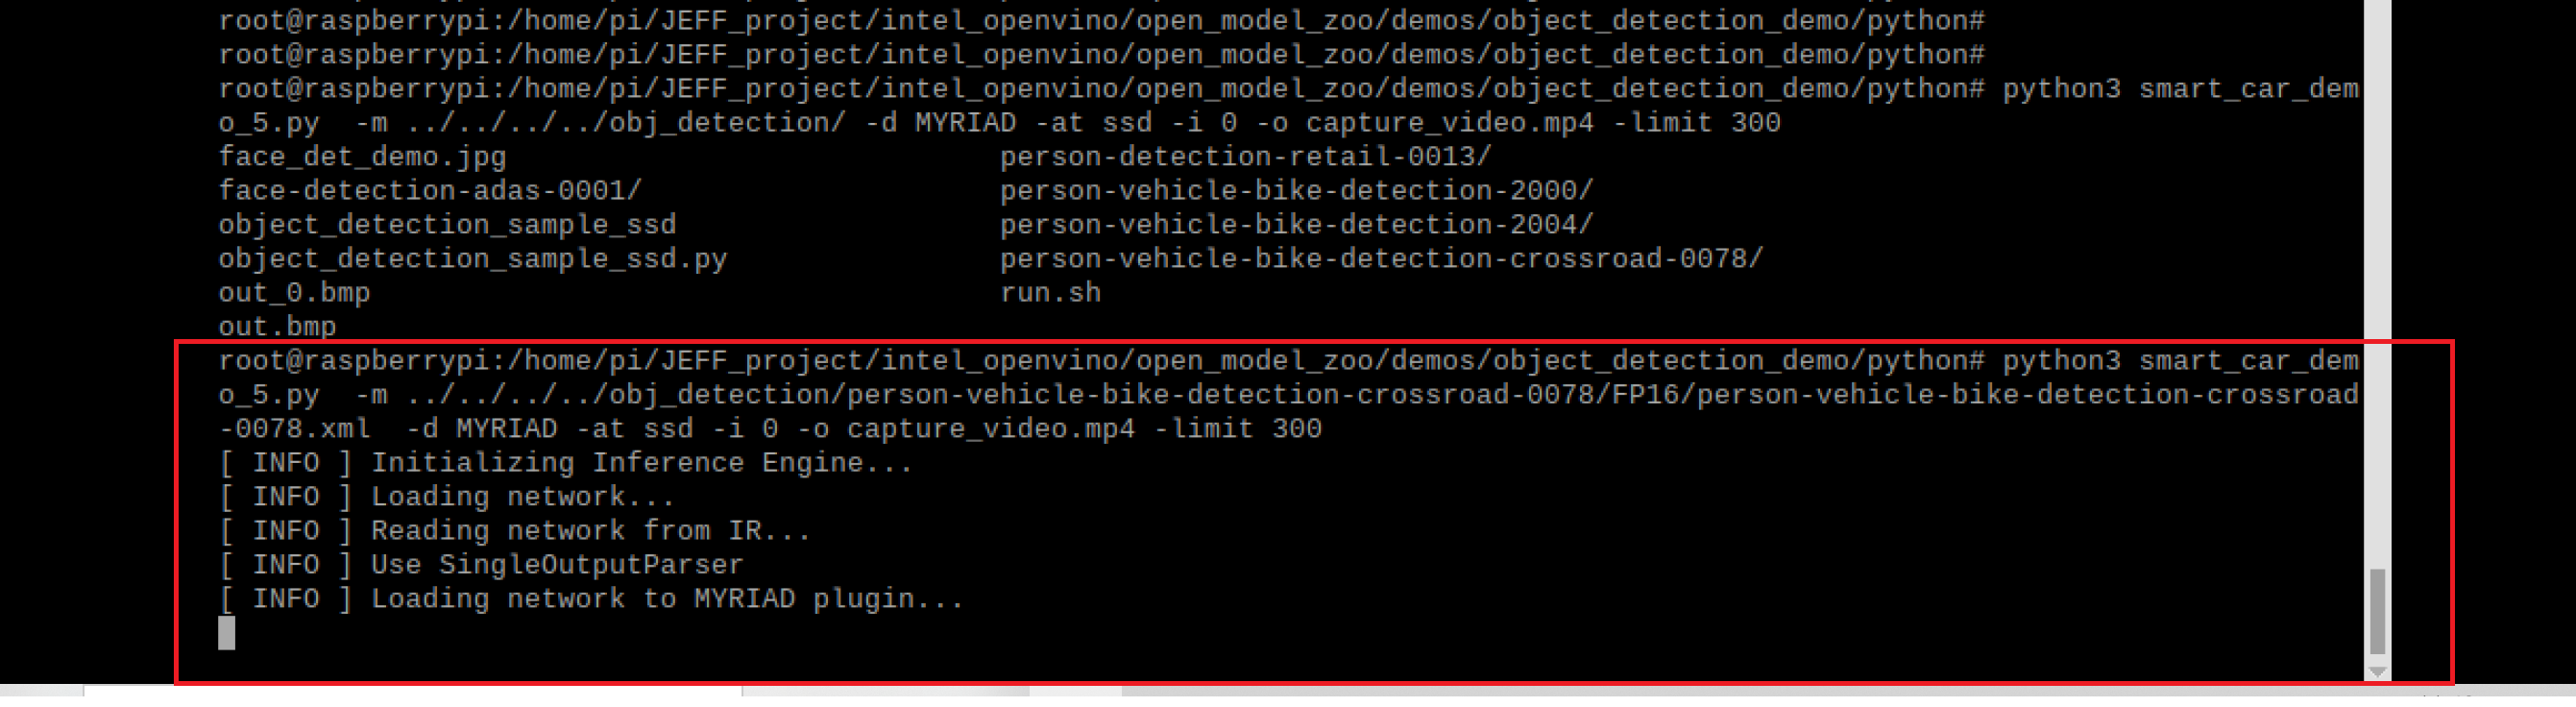 root@raspberrypi:/home/pi/JEFF_project/intel_openvino/open_model_zoo/demos/object_detection_demo/python#
root@raspberrypi:/home/pi/JEFF_project/intel_openvino/open_model_zoo/demos/object_detection_demo/python#
root@raspberrypi:/home/pi/JEFF_project/intel_openvino/open_model_zoo/demos/object_detection_demo/python# python3 smart_car_dem
o_5.py  -m ../../../../obj_detection/ -d MYRIAD -at ssd -i 0 -o capture_video.mp4 -limit 300
face_det_demo.jpg                             person-detection-retail-0013/
face-detection-adas-0001/                     person-vehicle-bike-detection-2000/
object_detection_sample_ssd                   person-vehicle-bike-detection-2004/
object_detection_sample_ssd.py                person-vehicle-bike-detection-crossroad-0078/
out_0.bmp                                     run.sh
out.bmp
root@raspberrypi:/home/pi/JEFF_project/intel_openvino/open_model_zoo/demos/object_detection_demo/python# python3 smart_car_dem
o_5.py  -m ../../../../obj_detection/person-vehicle-bike-detection-crossroad-0078/FP16/person-vehicle-bike-detection-crossroad
-0078.xml  -d MYRIAD -at ssd -i 0 -o capture_video.mp4 -limit 300
[ INFO ] Initializing Inference Engine...
[ INFO ] Loading network...
[ INFO ] Reading network from IR...
[ INFO ] Use SingleOutputParser
[ INFO ] Loading network to MYRIAD plugin...